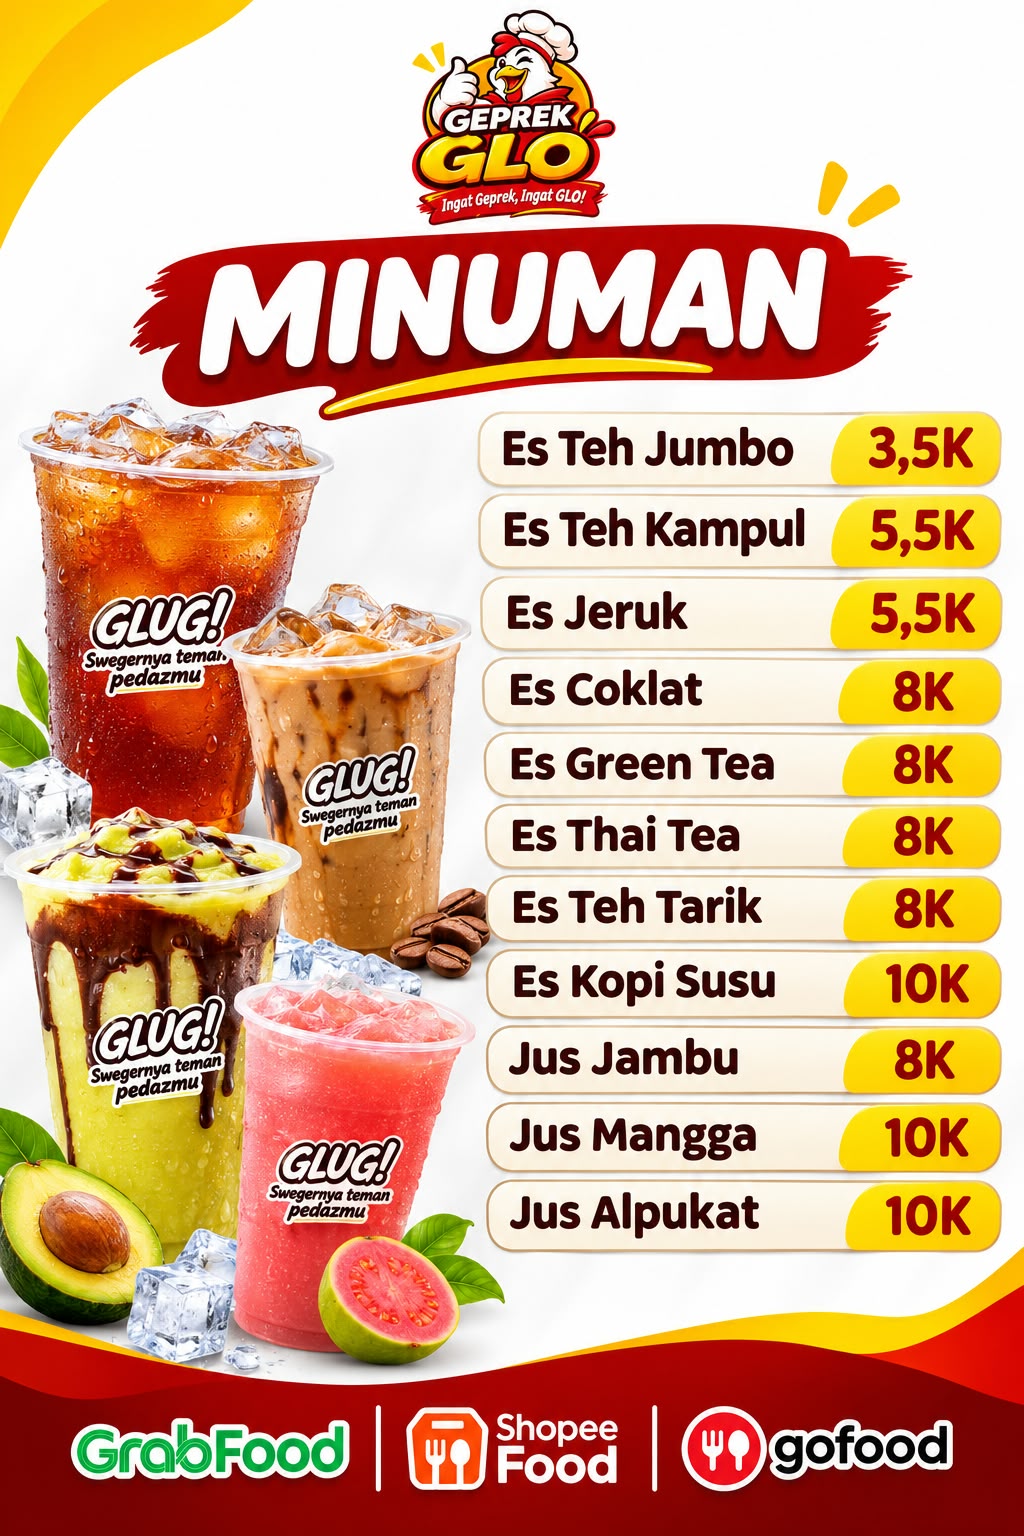 GEPREK
GLO
Ingat Geprek, Ingat GLO!
MINUMAN
Es Teh Jumbo 3,5K
Es Teh Kampul 5,5K
Es Jeruk 5,5K
Es Coklat 8K
Es Green Tea 8K
Es Thai Tea 8K
Es Teh Tarik 8K
Es Kopi Susu 10K
Jus Jambu 8K
Jus Mangga 10K
Jus Alpukat 10K
GLUG!
Swegernya teman
pedazmu
GLUG!
Swegernya teman
pedazmu
GLUG!
Swegernya teman
pedazmu
GLUG!
Swegernya teman
pedazmu
GrabFood
Shopee
Food
gofood